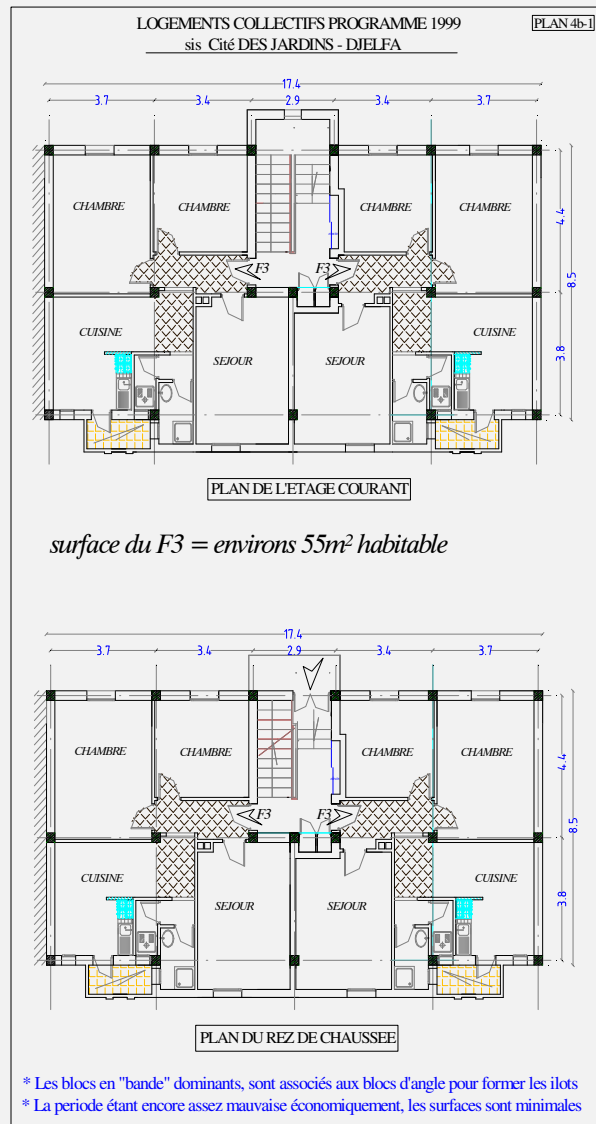 LOGEMENTS COLLECTIFS PROGRAMME 1999
PLAN 4b-1
sis Cité DES JARDINS - DJELFA
17.4
3.7 3.4 2.9 3.4 3.7
CHAMBRE CHAMBRE CHAMBRE CHAMBRE
4.4
F3 F3
8.5
CUISINE SEJOUR SEJOUR CUISINE
3.8
PLAN DE L'ETAGE COURANT
surface du F3 = environs 55m² habitable
17.4
3.7 3.4 2.9 3.4 3.7
CHAMBRE CHAMBRE CHAMBRE CHAMBRE
4.4
F3 F3
8.5
CUISINE SEJOUR SEJOUR CUISINE
3.8
PLAN DU REZ DE CHAUSSEE
* Les blocs en "bande" dominants, sont associés aux blocs d'angle pour former les ilots
* La periode étant encore assez mauvaise économiquement, les surfaces sont minimales